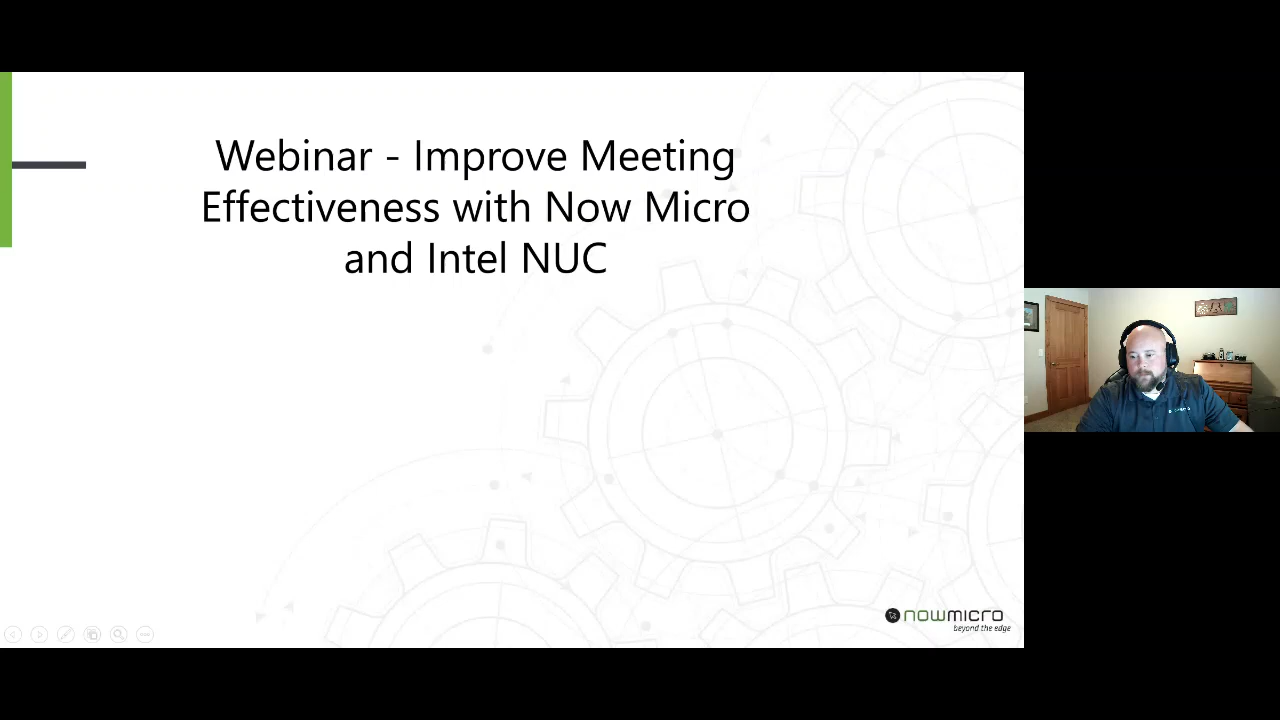 Webinar - Improve Meeting
Effectiveness with Now Micro
and Intel NUC
nowmicro
beyond the edge